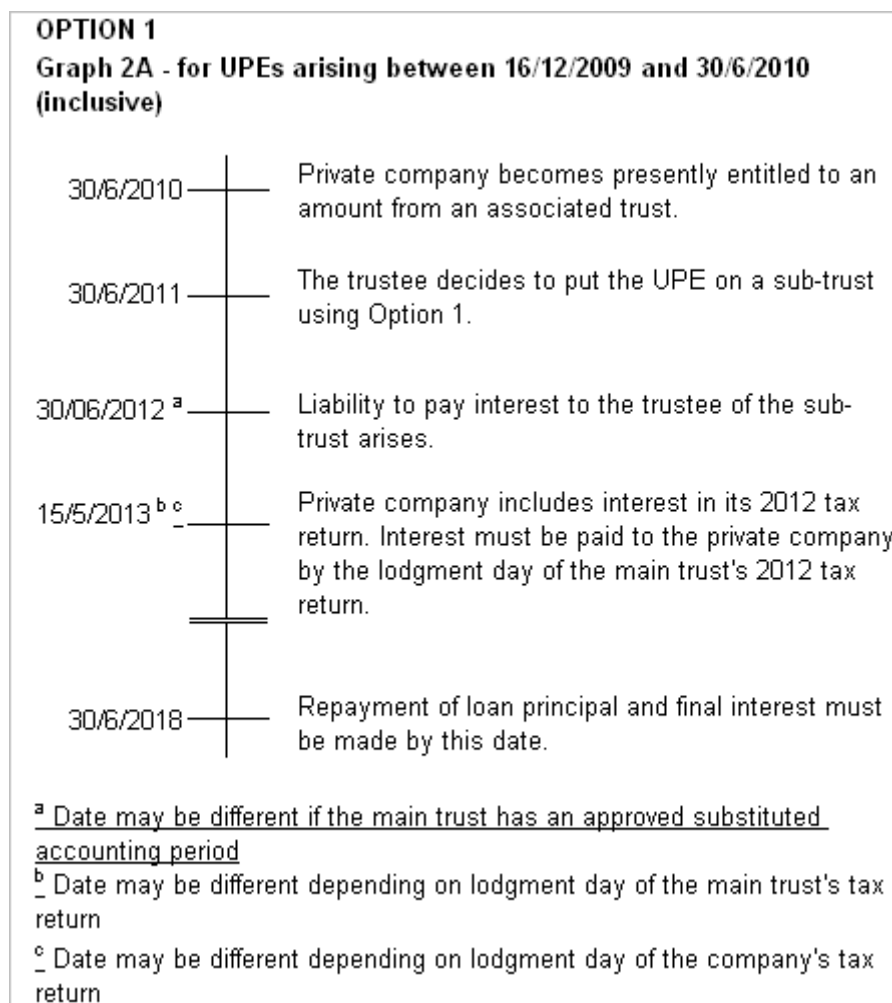 OPTION 1
Graph 2A - for UPEs arising between 16/12/2009 and 30/6/2010
(inclusive)
30/6/2010
Private company becomes presently entitled to an
amount from an associated trust.
30/6/2011
The trustee decides to put the UPE on a sub-trust
using Option 1.
30/06/2012 a
Liability to pay interest to the trustee of the sub-
trust arises.
15/5/2013 b c
Private company includes interest in its 2012 tax
return. Interest must be paid to the private company
by the lodgment day of the main trust's 2012 tax
return.
30/6/2018
Repayment of loan principal and final interest must
be made by this date.
a Date may be different if the main trust has an approved substituted
accounting period
b Date may be different depending on lodgment day of the main trust's tax
return
c Date may be different depending on lodgment day of the company's tax
return